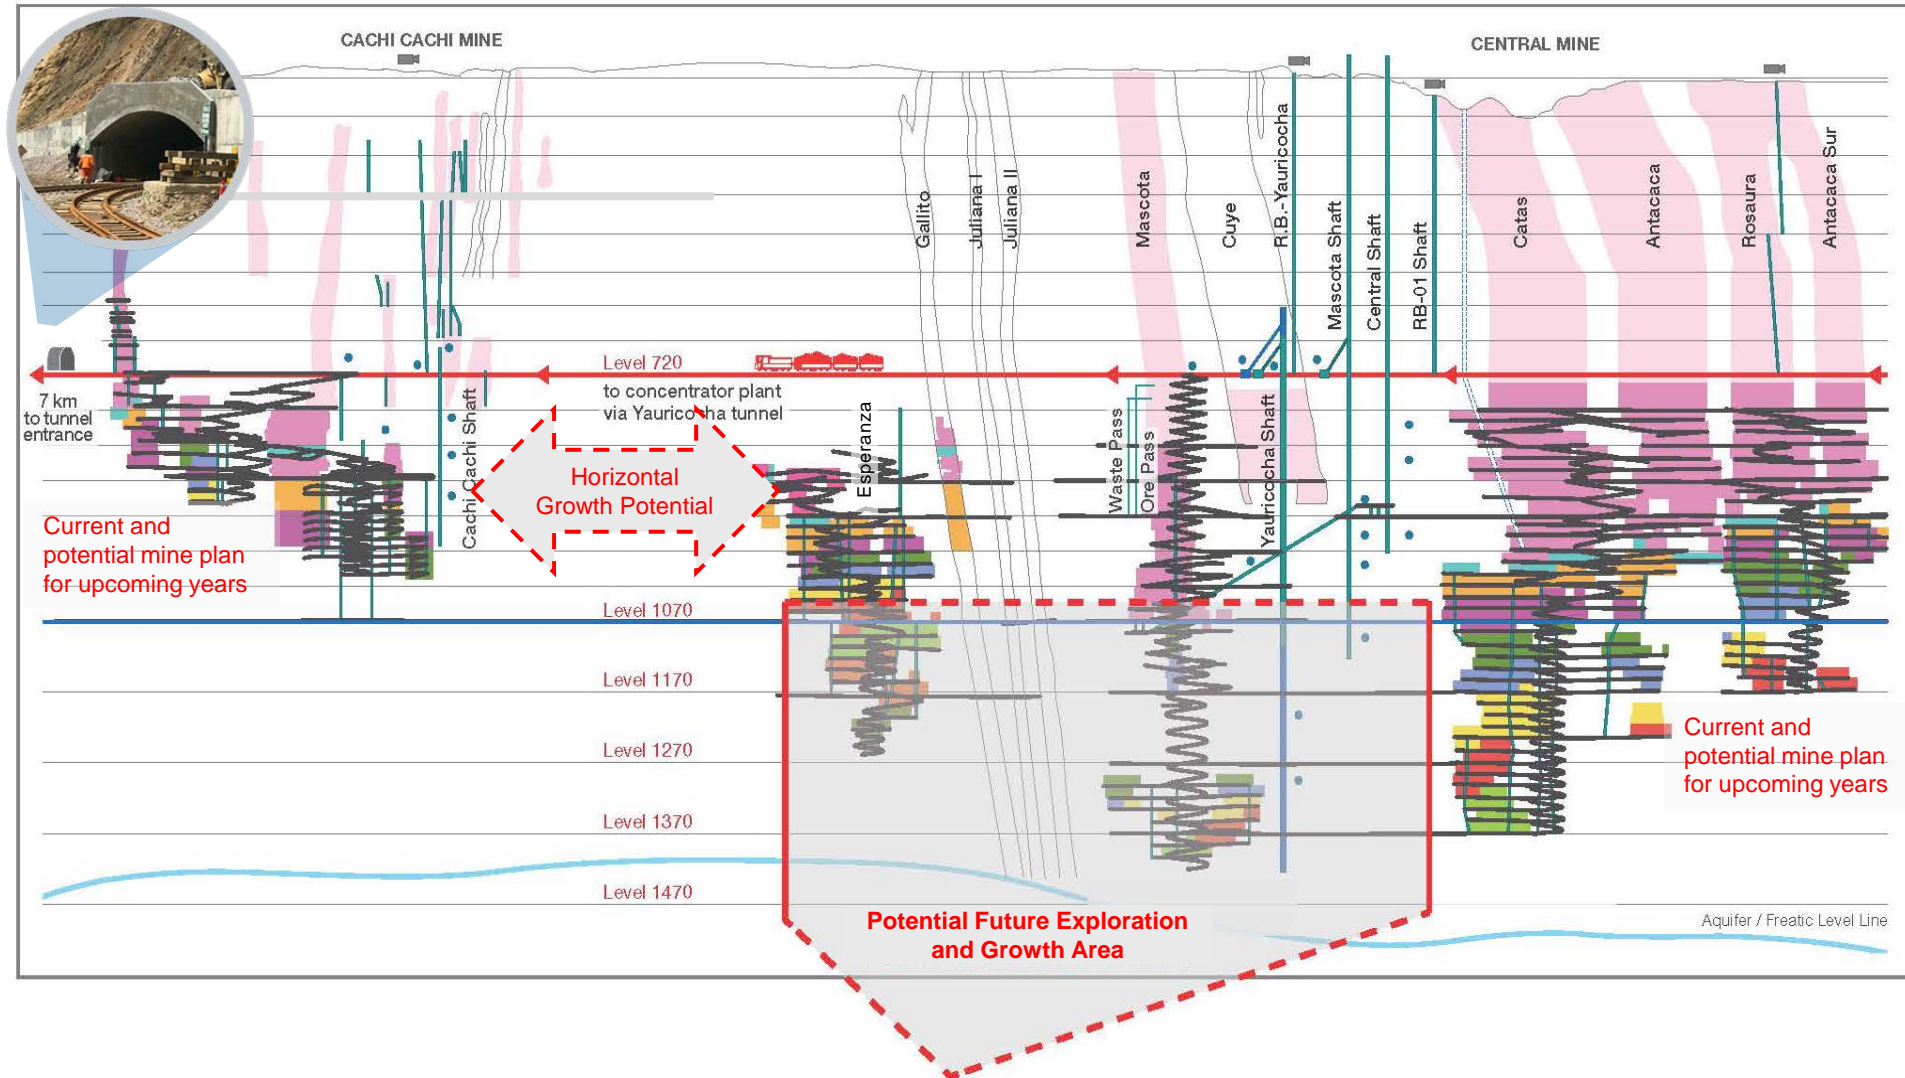 CACHI CACHI MINE
CENTRAL MINE
Gallito
Juliana I
Juliana II
Mascota
Cuye
R.B.-Yauricocha
Mascota Shaft
Central Shaft
RB-01 Shaft
Catas
Antacaca
Rosaura
Antacaca Sur
Level 720
to concentrator plant
via Yauricocha tunnel
7 km
to tunnel
entrance
Cachi Cachi Shaft
Horizontal
Growth Potential
Esperanza
Waste Pass
Ore Pass
Yauricocha Shaft
Current and
potential mine plan
for upcoming years
Level 1070
Level 1170
Level 1270
Level 1370
Level 1470
Current and
potential mine plan
for upcoming years
Potential Future Exploration
and Growth Area
Aquifer / Freatic Level Line